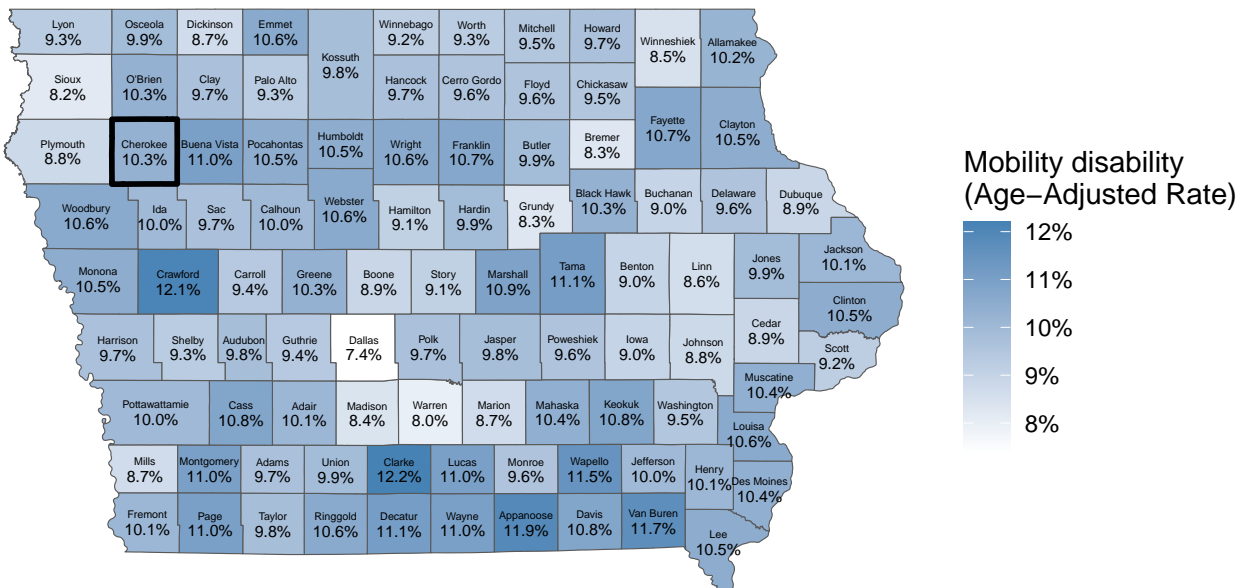 Lyon
9.3%
Osceola
9.9%
Dickinson
8.7%
Emmet
10.6%
Kossuth
9.8%
Winnebago
9.2%
Worth
9.3%
Mitchell
9.5%
Howard
9.7%
Winneshiek
8.5%
Allamakee
10.2%
Sioux
8.2%
O'Brien
10.3%
Clay
9.7%
Palo Alto
9.3%
Hancock
9.7%
Cerro Gordo
9.6%
Floyd
9.6%
Chickasaw
9.5%
Fayette
10.7%
Clayton
10.5%
Plymouth
8.8%
Cherokee
10.3%
Buena Vista
11.0%
Pocahontas
10.5%
Humboldt
10.5%
Wright
10.6%
Franklin
10.7%
Butler
9.9%
Bremer
8.3%
Woodbury
10.6%
Ida
10.0%
Sac
9.7%
Calhoun
10.0%
Webster
10.6%
Hamilton
9.1%
Hardin
9.9%
Grundy
8.3%
Black Hawk
10.3%
Buchanan
9.0%
Delaware
9.6%
Dubuque
8.9%
Monona
10.5%
Crawford
12.1%
Carroll
9.4%
Greene
10.3%
Boone
8.9%
Story
9.1%
Marshall
10.9%
Tama
11.1%
Benton
9.0%
Linn
8.6%
Jones
9.9%
Jackson
10.1%
Clinton
10.5%
Harrison
9.7%
Shelby
9.3%
Audubon
9.8%
Guthrie
9.4%
Dallas
7.4%
Polk
9.7%
Jasper
9.8%
Poweshiek
9.6%
Iowa
9.0%
Johnson
8.8%
Cedar
8.9%
Scott
9.2%
Muscatine
10.4%
Pottawattamie
10.0%
Cass
10.8%
Adair
10.1%
Madison
8.4%
Warren
8.0%
Marion
8.7%
Mahaska
10.4%
Keokuk
10.8%
Washington
9.5%
Louisa
10.6%
Mills
8.7%
Montgomery
11.0%
Adams
9.7%
Union
9.9%
Clarke
12.2%
Lucas
11.0%
Monroe
9.6%
Wapello
11.5%
Jefferson
10.0%
Henry
10.1%
Des Moines
10.4%
Fremont
10.1%
Page
11.0%
Taylor
9.8%
Ringgold
10.6%
Decatur
11.1%
Wayne
11.0%
Appanoose
11.9%
Davis
10.8%
Van Buren
11.7%
Lee
10.5%
Mobility disability
(Age−Adjusted Rate)
12%
11%
10%
9%
8%